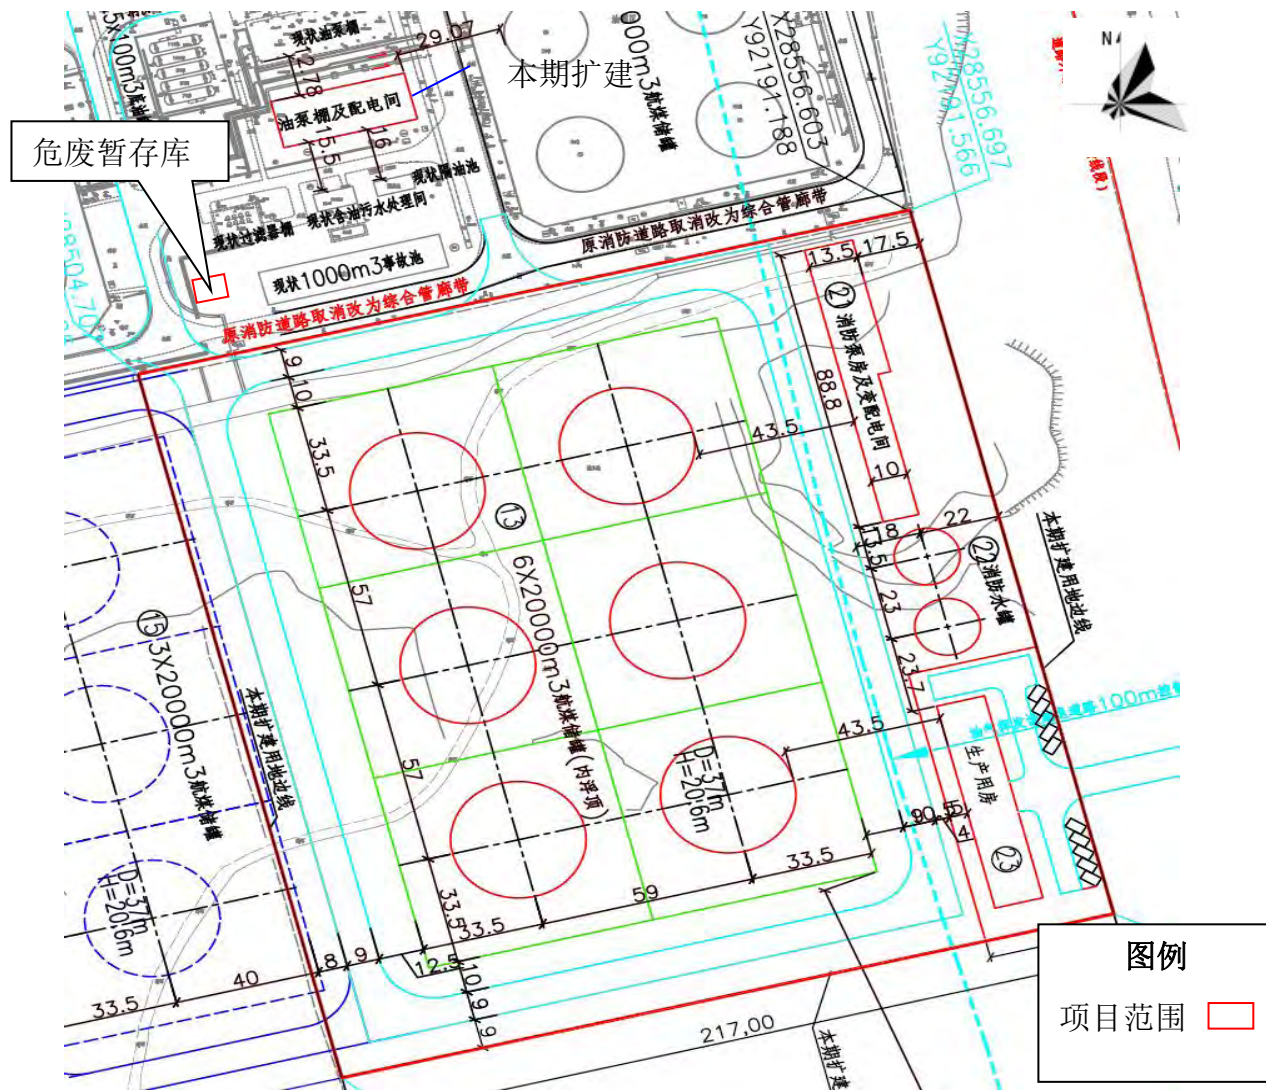 现状油泵棚
29.07
12.78
本期扩建
油泵棚及配电间
15.5
16
危废暂存库
现状隔油池
现状含油污水处理间
现状过滤器棚
现状1000m3事故池
原消防道路取消改为综合管廊带
原消防道路取消改为综合管廊带
000m3航煤储罐
X28556.603
Y92191.188
X28556.697
Y92191.566
N
线段)
13.5
17.5
㉑消防泵房及变配电间
88.8
9
10
33.5
43.5
10
⑬
6X20000m3航煤储罐(内浮顶)
8
22
13.5
㉒消防水罐
23
23.7
本期扩建用地边线
57
57
⑮3X20000m3航煤储罐
本期扩建用地边线
43.5
生产用房
㉓
D=37m
H=20.6m
D=37m
H=20.6m
4
33.5
59
33.5
33.5
12.5
10
9
9
8
9
40
33.5
217,00
本期扩建
图例
项目范围